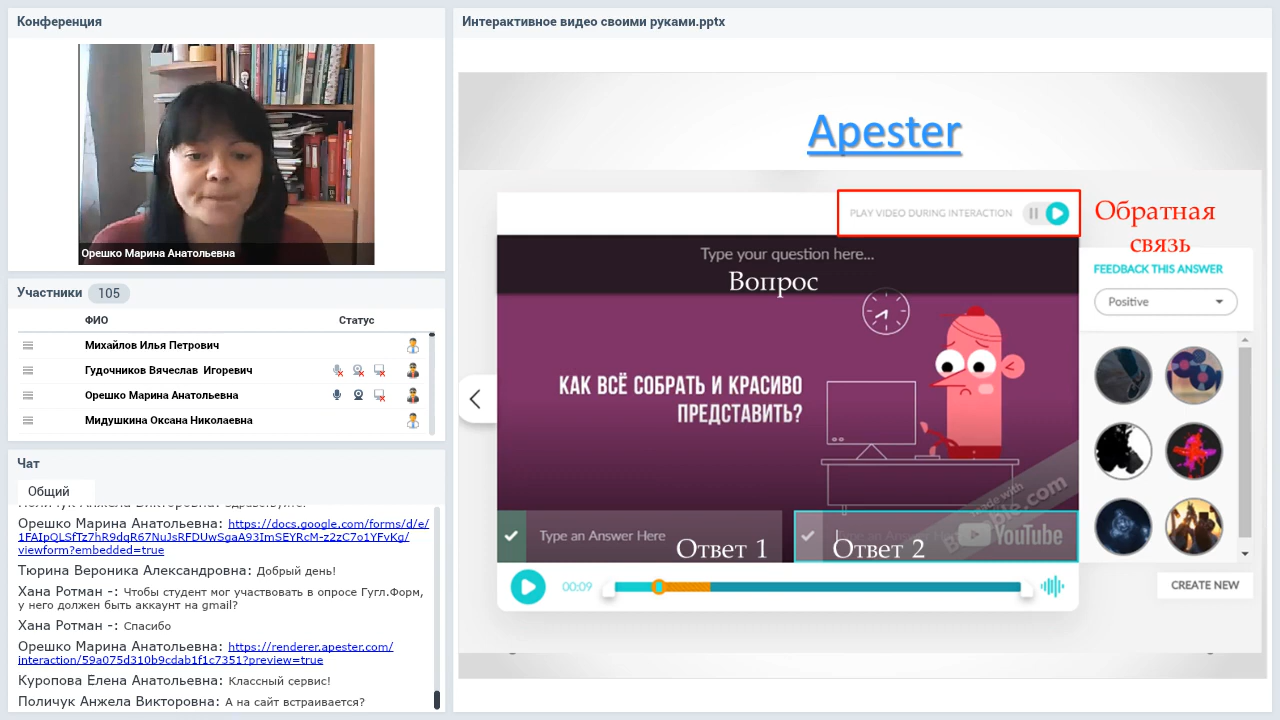 Конференция
Орешко Марина Анатольевна
Участники 105
ФИО Статус
Михайлов Илья Петрович
Гудочников Вячеслав Игоревич
Орешко Марина Анатольевна
Мидушкина Оксана Николаевна
Чат
Общий
Орешко Марина Анатольевна: https://docs.google.com/forms/d/e/
1FAIpQLSfTz7hR9dqR67NuJsRFDUwSgaA93ImSEYRcM-z2zC7o1YFvKg/
viewform?embedded=true
Тюрина Вероника Александровна: Добрый день!
Хана Ротман -: Чтобы студент мог участвовать в опросе Гугл.Форм,
у него должен быть аккаунт на gmail?
Хана Ротман -: Спасибо
Орешко Марина Анатольевна: https://renderer.apester.com/
interaction/59a075d310b9cdab1f1c7351?preview=true
Куропова Елена Анатольевна: Классный сервис!
Поличук Анжела Викторовна: А на сайт встраивается?
Интерактивное видео своими руками.pptx
Apester
PLAY VIDEO DURING INTERACTION
Обратная
связь
Type your question here...
Вопрос
FEEDBACK THIS ANSWER
Positive
КАК ВСЁ СОБРАТЬ И КРАСИВО
ПРЕДСТАВИТЬ?
made with
YouTube
Type an Answer Here
Ответ 1
Ответ 2
00:09
CREATE NEW